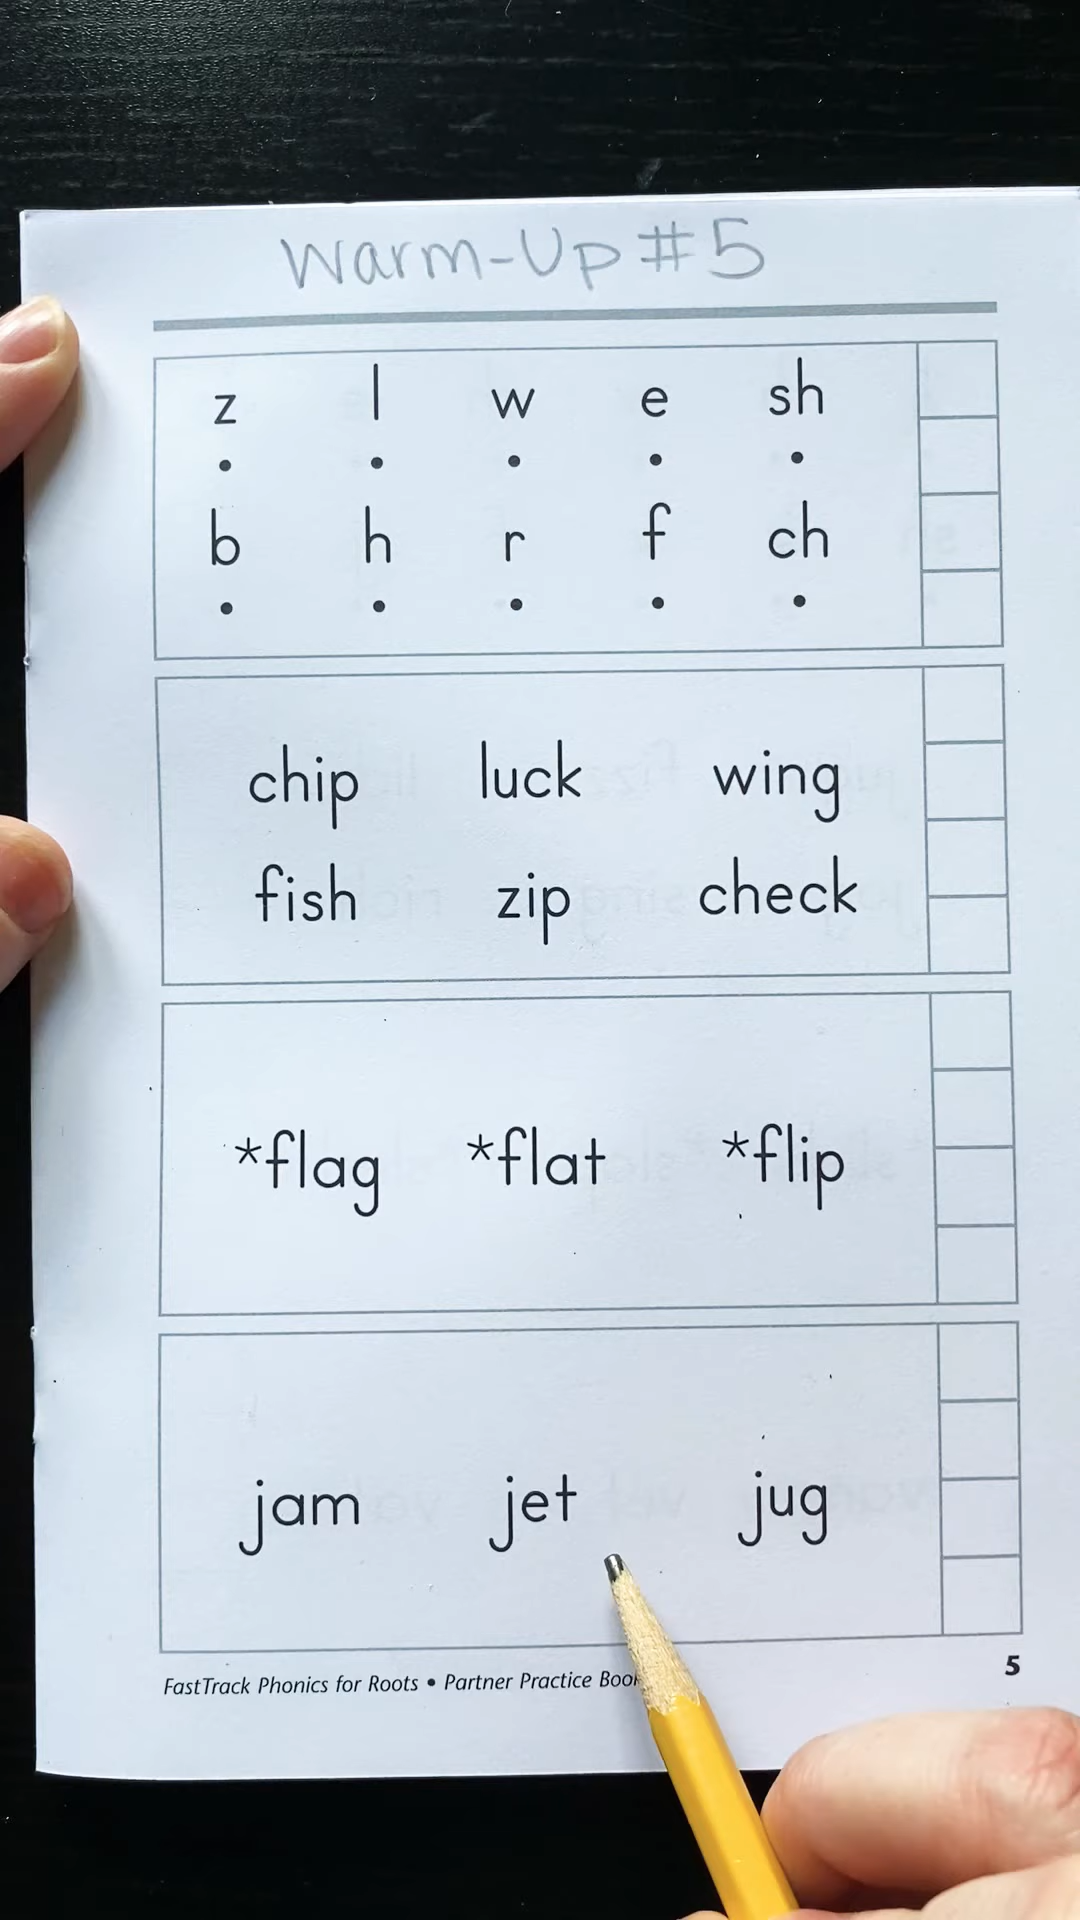 Warm-Up #5
z l w e sh
b h r f ch
chip luck wing
fish zip check
*flag *flat *flip
jam jet jug
FastTrack Phonics for Roots • Partner Practice
5